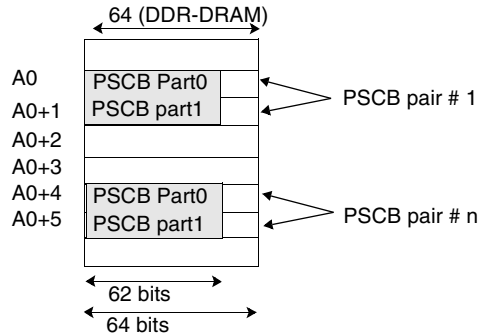 64 (DDR-DRAM)
A0
PSCB Part0
A0+1
PSCB part1
PSCB pair # 1
A0+2
A0+3
A0+4
PSCB Part0
A0+5
PSCB part1
PSCB pair # n
62 bits
64 bits